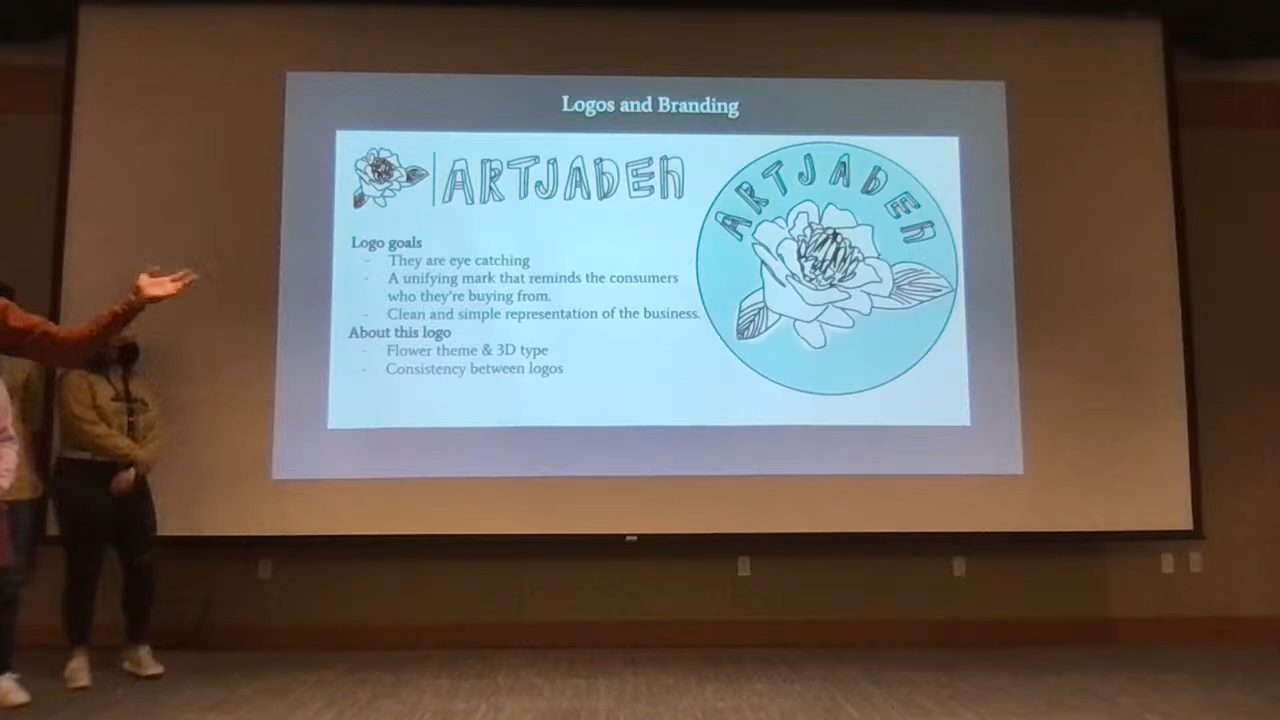 Logos and Branding
ARTJADEN
ARTJADEN
Logo goals
- They are eye catching
- A unifying mark that reminds the consumers
who they're buying from.
- Clean and simple representation of the business.
About this logo
- Flower theme & 3D type
- Consistency between logos